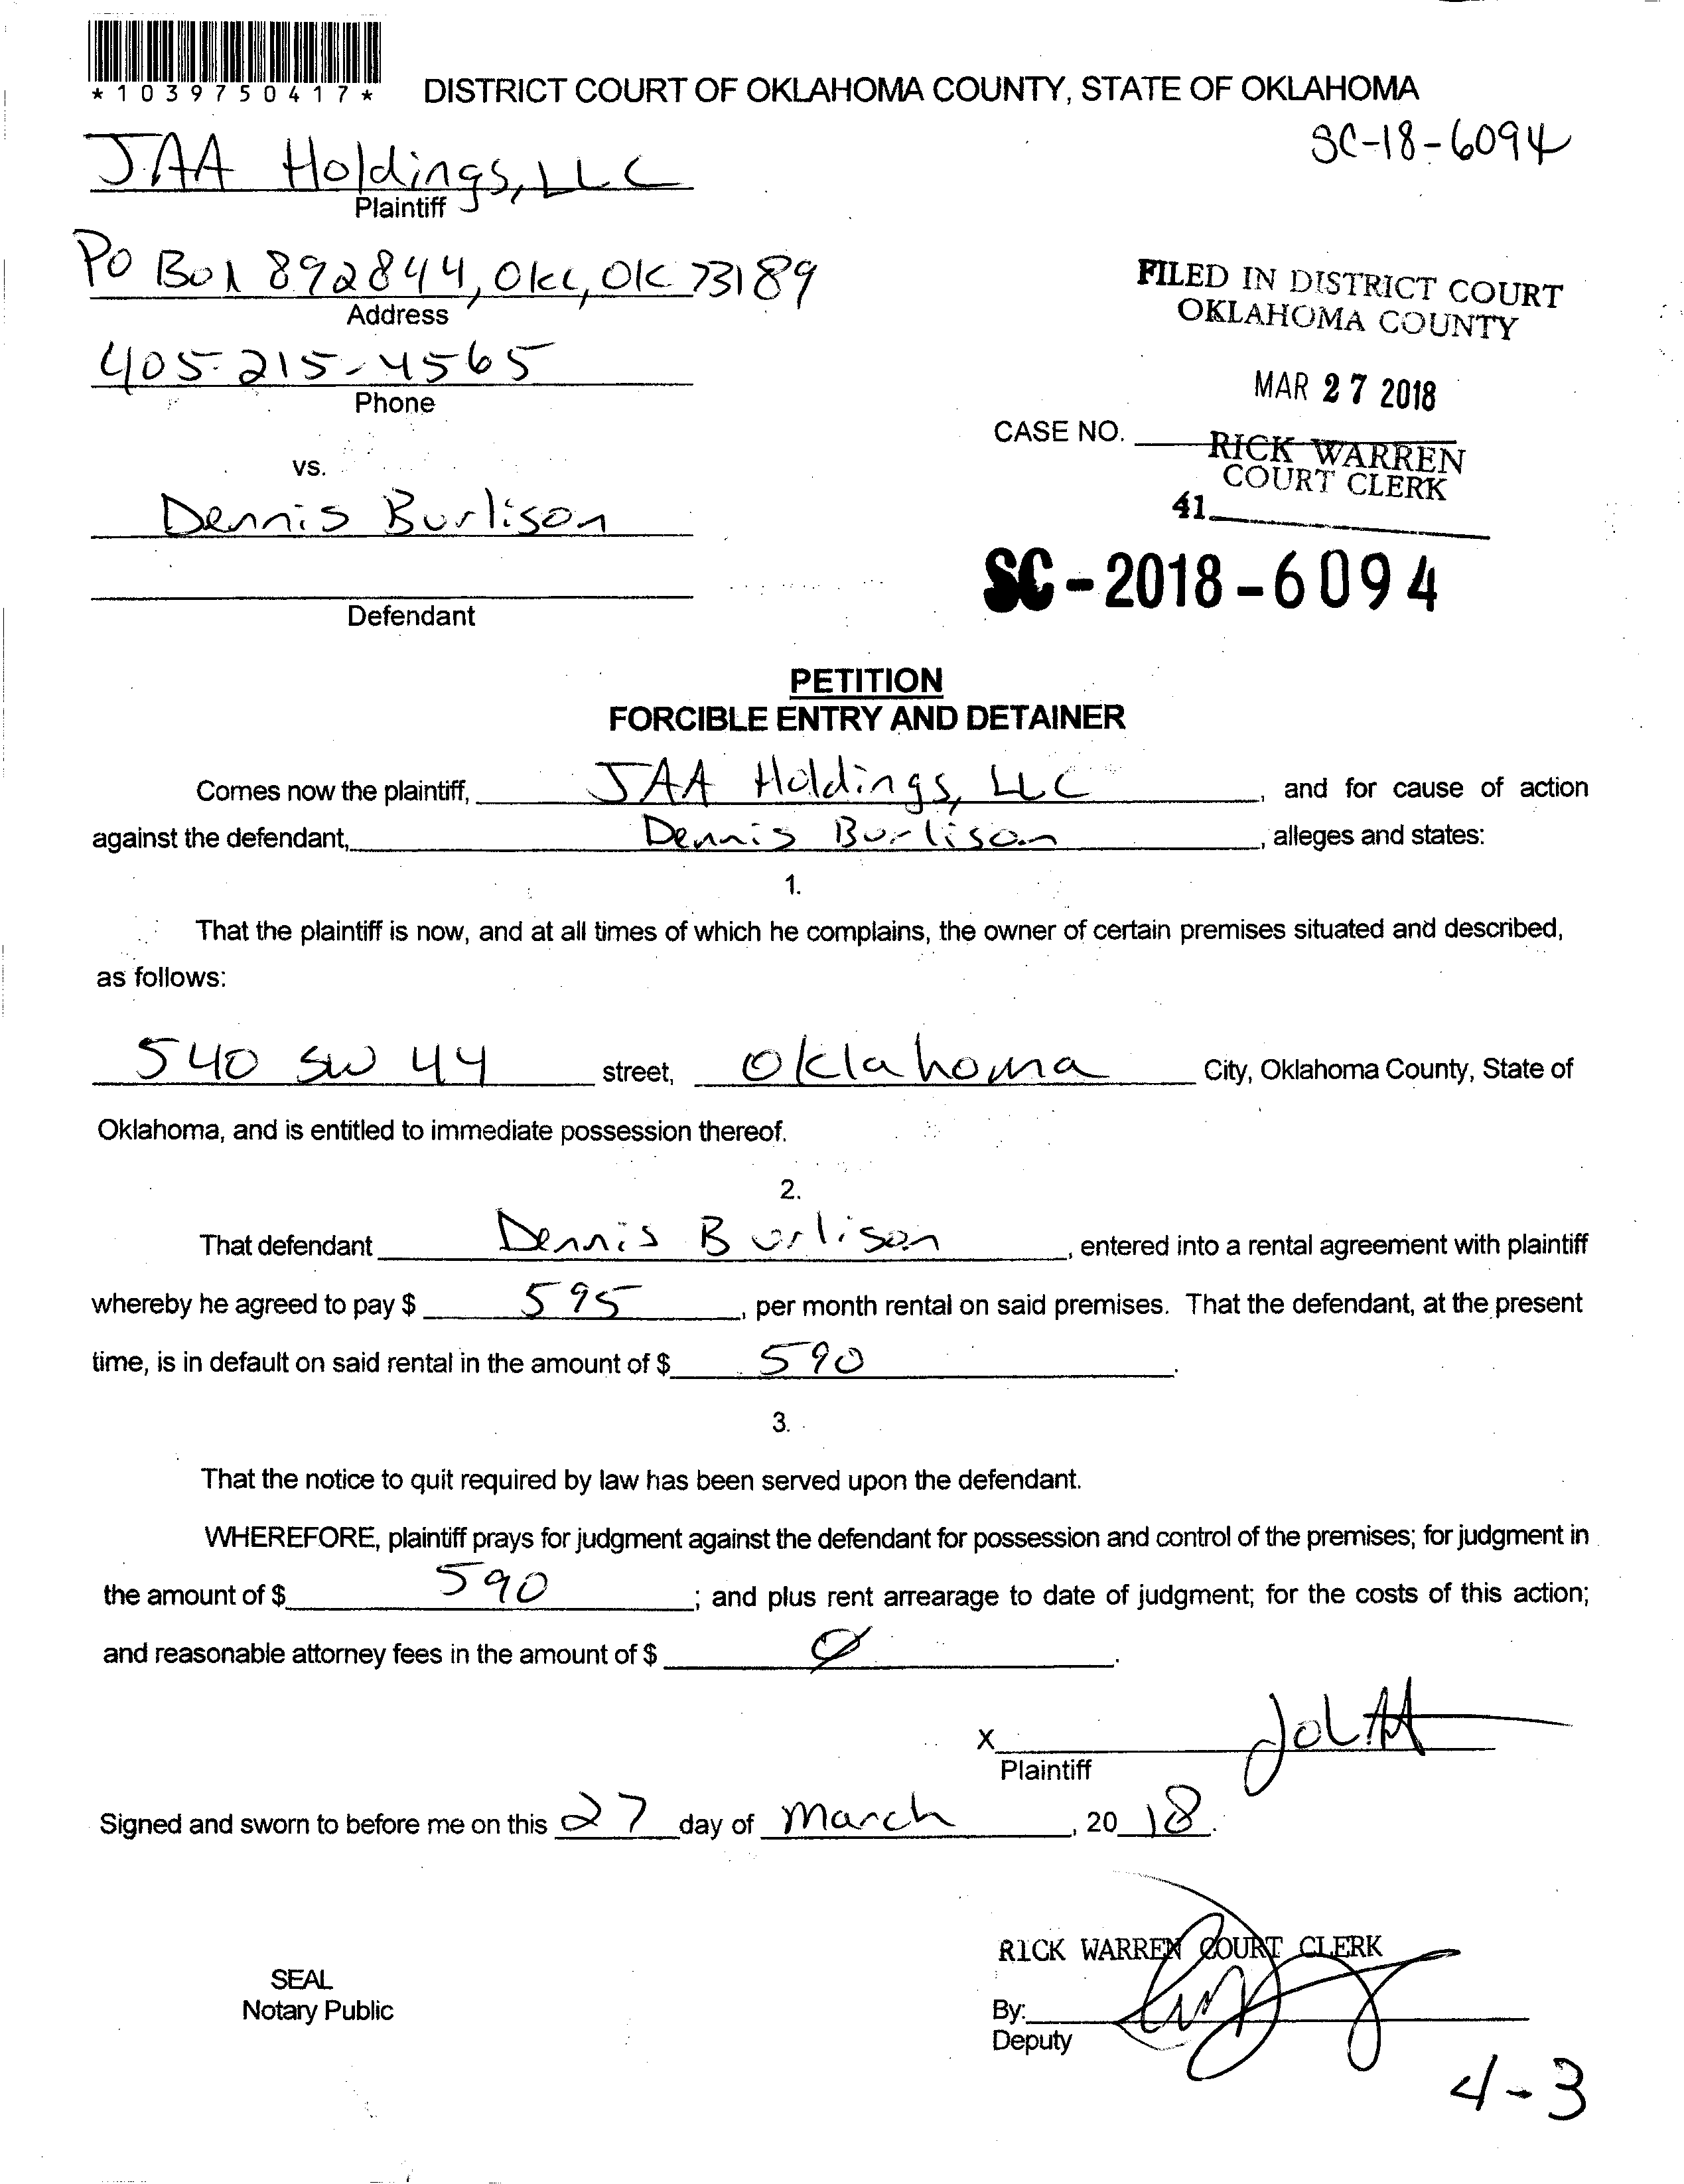 *1039750417*
DISTRICT COURT OF OKLAHOMA COUNTY, STATE OF OKLAHOMA
SC-18-6094
JAA Holdings, LLC
Plaintiff
PO Box 892844, OKC, OK 73189
Address
FILED IN DISTRICT COURT
OKLAHOMA COUNTY
405-215-4565
Phone
MAR 27 2018
CASE NO.
RICK WARREN
COURT CLERK
vs.
41
Dennis Burlison
SC-2018-6094
Defendant
PETITION
FORCIBLE ENTRY AND DETAINER
Comes now the plaintiff, JAA Holdings, LLC, and for cause of action
against the defendant, Dennis Burlison, alleges and states:
1.
That the plaintiff is now, and at all times of which he complains, the owner of certain premises situated and described,
as follows:
540 SW 44 street, Oklahoma City, Oklahoma County, State of
Oklahoma, and is entitled to immediate possession thereof.
2.
That defendant Dennis Burlison, entered into a rental agreement with plaintiff
whereby he agreed to pay $ 595, per month rental on said premises. That the defendant, at the present
time, is in default on said rental in the amount of $ 590.
3.
That the notice to quit required by law has been served upon the defendant.
WHEREFORE, plaintiff prays for judgment against the defendant for possession and control of the premises; for judgment in
the amount of $ 590; and plus rent arrearage to date of judgment; for the costs of this action;
and reasonable attorney fees in the amount of $ Ø.
X
Plaintiff
Signed and sworn to before me on this 27 day of March, 20 18.
RICK WARREN COURT CLERK
SEAL
Notary Public
By:
Deputy
4-3